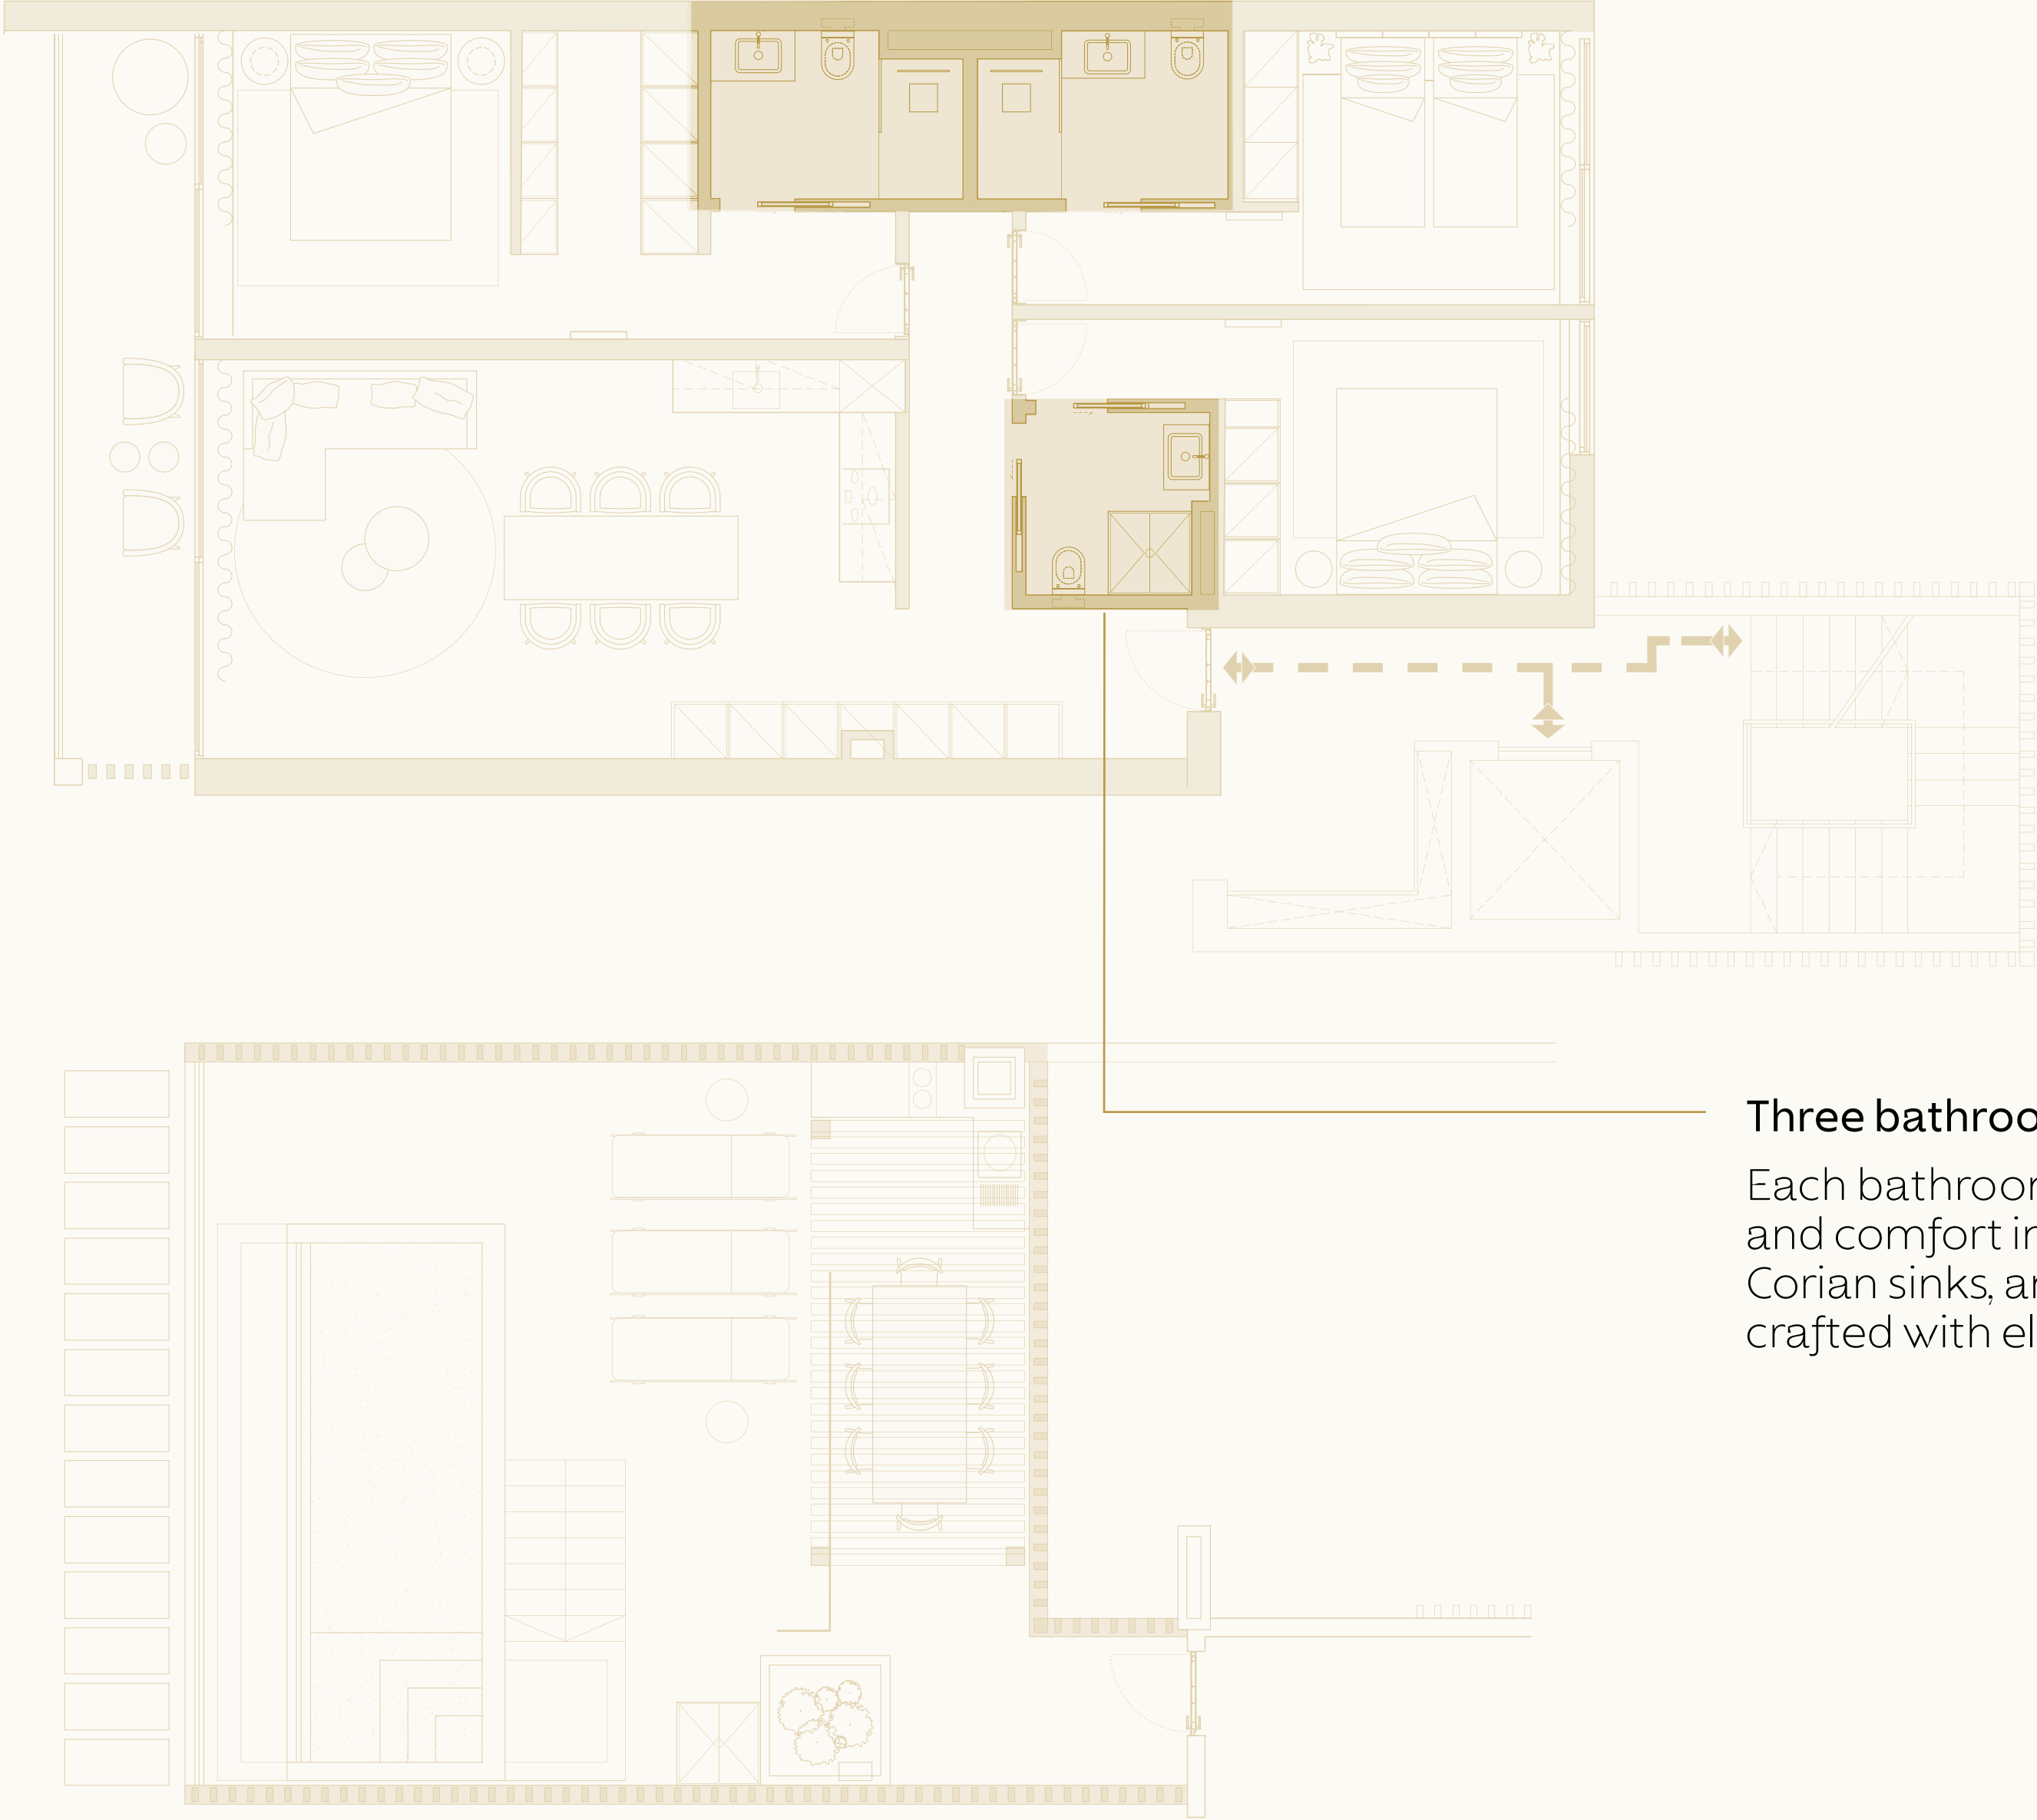 Three bathroo
Each bathroor
and comfort ir
Corian sinks, ar
crafted with el